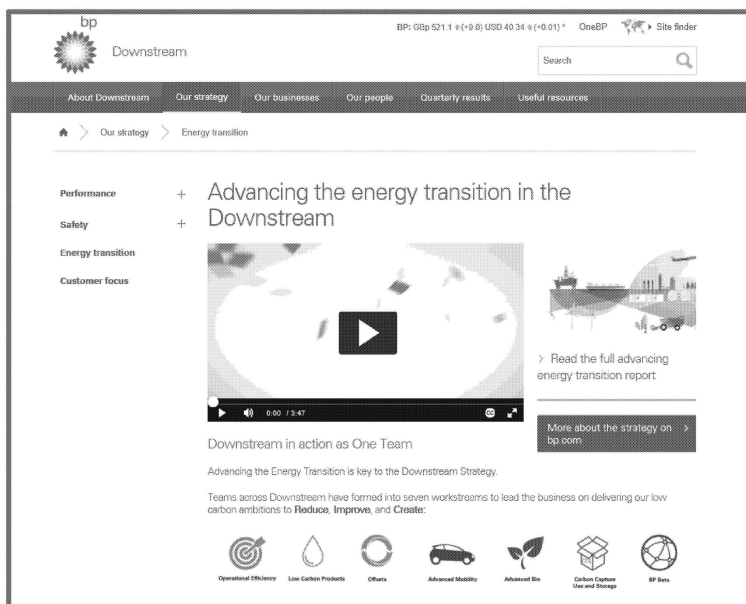 bp
BP: GBp 521.1 (+9.0) USD 40.34 (+0.01) * OneBP Site finder
Downstream
Search
About Downstream Our strategy Our businesses Our people Quarterly results Useful resources
Our strategy Energy transition
Performance +
Safety +
Energy transition
Customer focus
Advancing the energy transition in the
Downstream
0:00 / 3:47 CC
> Read the full advancing
energy transition report
More about the strategy on >
bp.com
Downstream in action as One Team
Advancing the Energy Transition is key to the Downstream Strategy.
Teams across Downstream have formed into seven workstreams to lead the business on delivering our low
carbon ambitions to Reduce, Improve, and Create:
Operational Efficiency Low Carbon Products Offsets Advanced Mobility Advanced Bio Carbon Capture BP Bets
Use and Storage